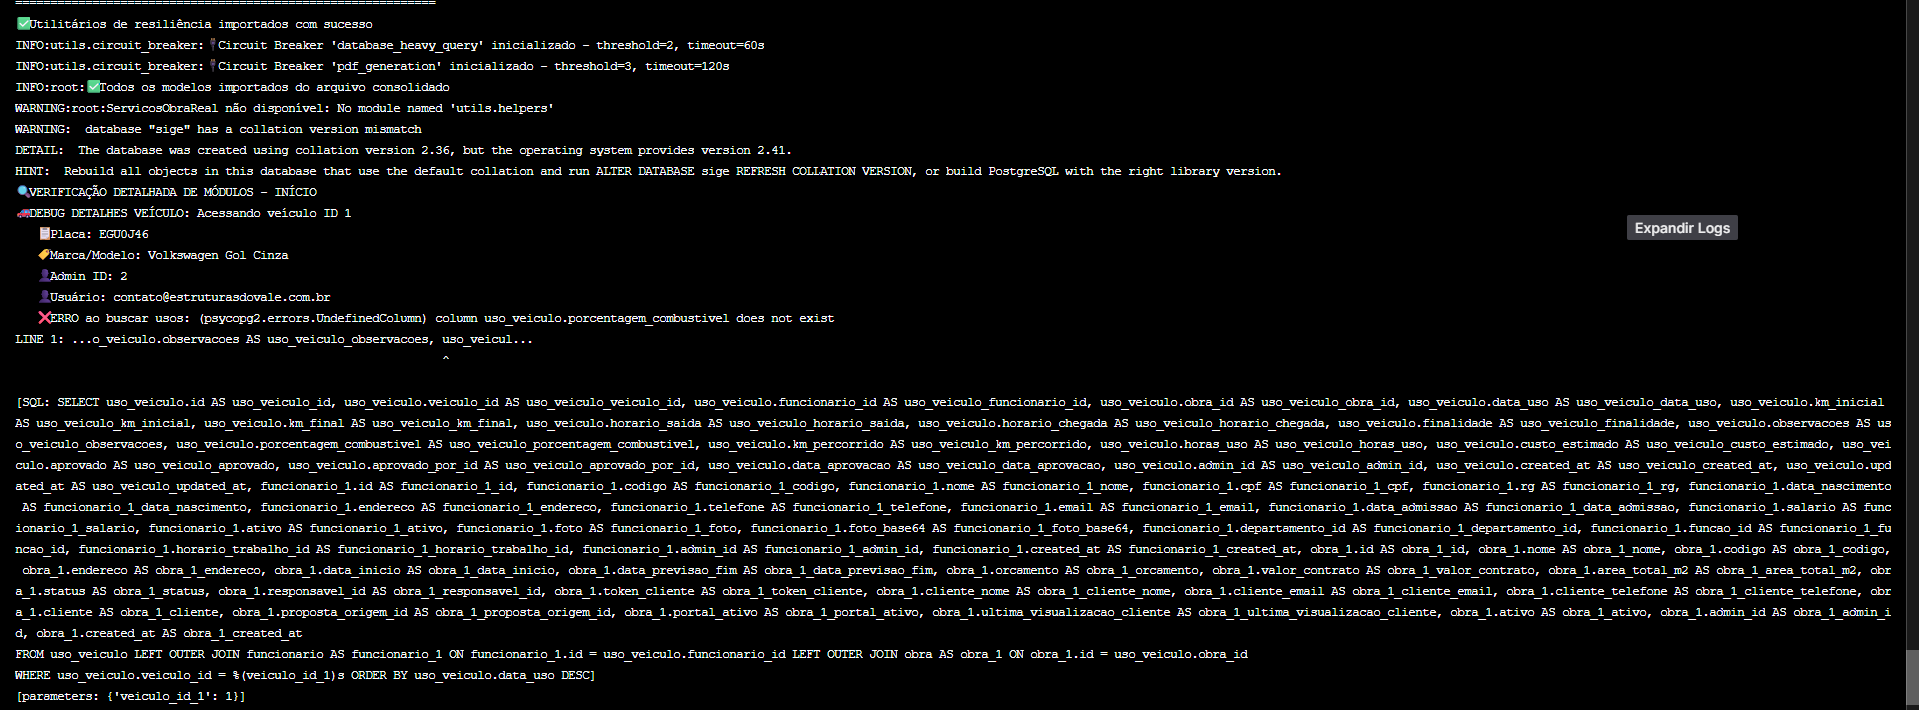 ============================================================
✅Utilitários de resiliência importados com sucesso
INFO:utils.circuit_breaker:🔌Circuit Breaker 'database_heavy_query' inicializado - threshold=2, timeout=60s
INFO:utils.circuit_breaker:🔌Circuit Breaker 'pdf_generation' inicializado - threshold=3, timeout=120s
INFO:root:✅Todos os modelos importados do arquivo consolidado
WARNING:root:ServicosObraReal não disponível: No module named 'utils.helpers'
WARNING:  database "sige" has a collation version mismatch
DETAIL:  The database was created using collation version 2.36, but the operating system provides version 2.41.
HINT:  Rebuild all objects in this database that use the default collation and run ALTER DATABASE sige REFRESH COLLATION VERSION, or build PostgreSQL with the right library version.
🔍VERIFICAÇÃO DETALHADA DE MÓDULOS - INÍCIO
🚗DEBUG DETALHES VEÍCULO: Acessando veículo ID 1
📋Placa: EGU0J46
Expandir Logs
🏷️Marca/Modelo: Volkswagen Gol Cinza
👤Admin ID: 2
👤Usuário: contato@estruturasdovale.com.br
❌ERRO ao buscar usos: (psycopg2.errors.UndefinedColumn) column uso_veiculo.porcentagem_combustivel does not exist
LINE 1: ...o_veiculo.observacoes AS uso_veiculo_observacoes, uso_veicul...
^
[SQL: SELECT uso_veiculo.id AS uso_veiculo_id, uso_veiculo.veiculo_id AS uso_veiculo_veiculo_id, uso_veiculo.funcionario_id AS uso_veiculo_funcionario_id, uso_veiculo.obra_id AS uso_veiculo_obra_id, uso_veiculo.data_uso AS uso_veiculo_data_uso, uso_veiculo.km_inicial
AS uso_veiculo_km_inicial, uso_veiculo.km_final AS uso_veiculo_km_final, uso_veiculo.horario_saida AS uso_veiculo_horario_saida, uso_veiculo.horario_chegada AS uso_veiculo_horario_chegada, uso_veiculo.finalidade AS uso_veiculo_finalidade, uso_veiculo.observacoes AS us
o_veiculo_observacoes, uso_veiculo.porcentagem_combustivel AS uso_veiculo_porcentagem_combustivel, uso_veiculo.km_percorrido AS uso_veiculo_km_percorrido, uso_veiculo.horas_uso AS uso_veiculo_horas_uso, uso_veiculo.custo_estimado AS uso_veiculo_custo_estimado, uso_vei
culo.aprovado AS uso_veiculo_aprovado, uso_veiculo.aprovado_por_id AS uso_veiculo_aprovado_por_id, uso_veiculo.data_aprovacao AS uso_veiculo_data_aprovacao, uso_veiculo.admin_id AS uso_veiculo_admin_id, uso_veiculo.created_at AS uso_veiculo_created_at, uso_veiculo.upd
ated_at AS uso_veiculo_updated_at, funcionario_1.id AS funcionario_1_id, funcionario_1.codigo AS funcionario_1_codigo, funcionario_1.nome AS funcionario_1_nome, funcionario_1.cpf AS funcionario_1_cpf, funcionario_1.rg AS funcionario_1_rg, funcionario_1.data_nascimento
AS funcionario_1_data_nascimento, funcionario_1.endereco AS funcionario_1_endereco, funcionario_1.telefone AS funcionario_1_telefone, funcionario_1.email AS funcionario_1_email, funcionario_1.data_admissao AS funcionario_1_data_admissao, funcionario_1.salario AS func
ionario_1_salario, funcionario_1.ativo AS funcionario_1_ativo, funcionario_1.foto AS funcionario_1_foto, funcionario_1.foto_base64 AS funcionario_1_foto_base64, funcionario_1.departamento_id AS funcionario_1_departamento_id, funcionario_1.funcao_id AS funcionario_1_fu
ncao_id, funcionario_1.horario_trabalho_id AS funcionario_1_horario_trabalho_id, funcionario_1.admin_id AS funcionario_1_admin_id, funcionario_1.created_at AS funcionario_1_created_at, obra_1.id AS obra_1_id, obra_1.nome AS obra_1_nome, obra_1.codigo AS obra_1_codigo,
obra_1.endereco AS obra_1_endereco, obra_1.data_inicio AS obra_1_data_inicio, obra_1.data_previsao_fim AS obra_1_data_previsao_fim, obra_1.orcamento AS obra_1_orcamento, obra_1.valor_contrato AS obra_1_valor_contrato, obra_1.area_total_m2 AS obra_1_area_total_m2, obr
a_1.status AS obra_1_status, obra_1.responsavel_id AS obra_1_responsavel_id, obra_1.token_cliente AS obra_1_token_cliente, obra_1.cliente_nome AS obra_1_cliente_nome, obra_1.cliente_email AS obra_1_cliente_email, obra_1.cliente_telefone AS obra_1_cliente_telefone, obr
a_1.cliente AS obra_1_cliente, obra_1.proposta_origem_id AS obra_1_proposta_origem_id, obra_1.portal_ativo AS obra_1_portal_ativo, obra_1.ultima_visualizacao_cliente AS obra_1_ultima_visualizacao_cliente, obra_1.ativo AS obra_1_ativo, obra_1.admin_id AS obra_1_admin_i
d, obra_1.created_at AS obra_1_created_at
FROM uso_veiculo LEFT OUTER JOIN funcionario AS funcionario_1 ON funcionario_1.id = uso_veiculo.funcionario_id LEFT OUTER JOIN obra AS obra_1 ON obra_1.id = uso_veiculo.obra_id
WHERE uso_veiculo.veiculo_id = %(veiculo_id_1)s ORDER BY uso_veiculo.data_uso DESC]
[parameters: {'veiculo_id_1': 1}]